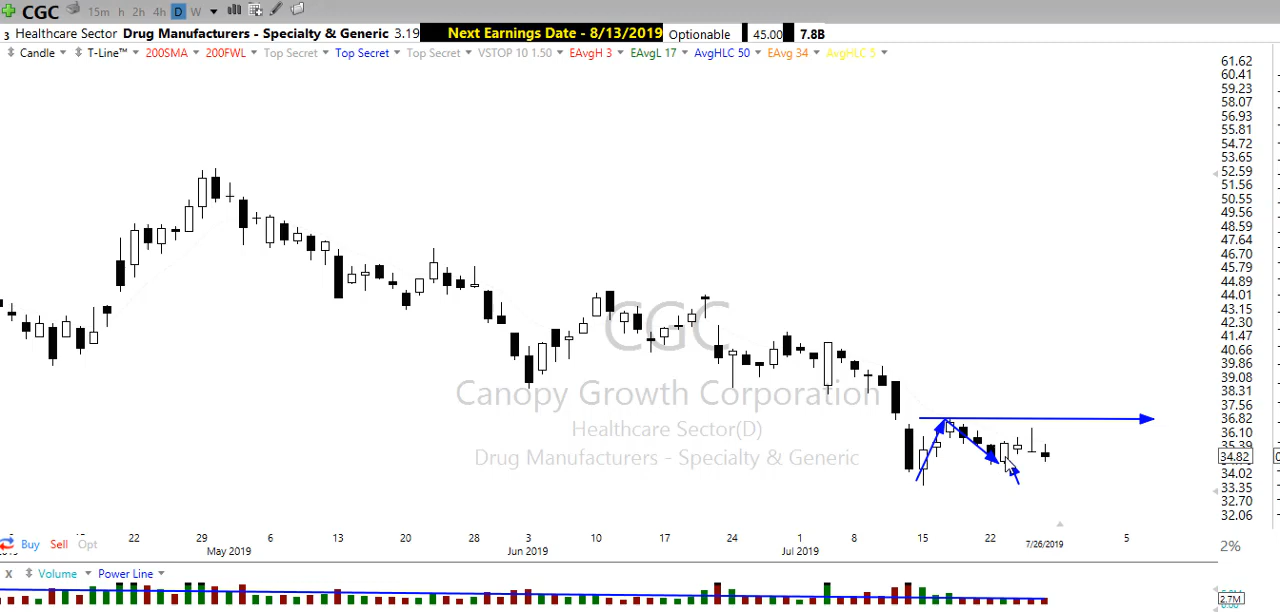 CGC 15m h 2h 4h D W
3 Healthcare Sector Drug Manufacturers - Specialty & Generic 3.19 Next Earnings Date - 8/13/2019 Optionable 45.00 7.8B
Candle T-Line™ 200SMA 200FWL Top Secret Top Secret Top Secret VSTOP 10 1.50 EAvgH 3 EAvgL 17 AvgHLC 50 EAvg 34 AvgHLC 5
61.62
60.41
59.23
58.07
56.93
55.81
54.72
53.65
52.59
51.56
50.55
49.56
48.59
47.64
46.70
45.79
44.89
44.01
43.15
42.30
41.47
40.66
39.86
39.08
38.31
37.56
36.82
36.10
35.39
34.82
34.02
33.35
32.70
32.06
CGC
Canopy Growth Corporation
Healthcare Sector(D)
Drug Manufacturers - Specialty & Generic
22 29 6 13 20 28 3 10 17 24 1 8 15 22 7/26/2019 5
May 2019 Jun 2019 Jul 2019
Buy Sell Opt
2%
X Volume Power Line
2.7M